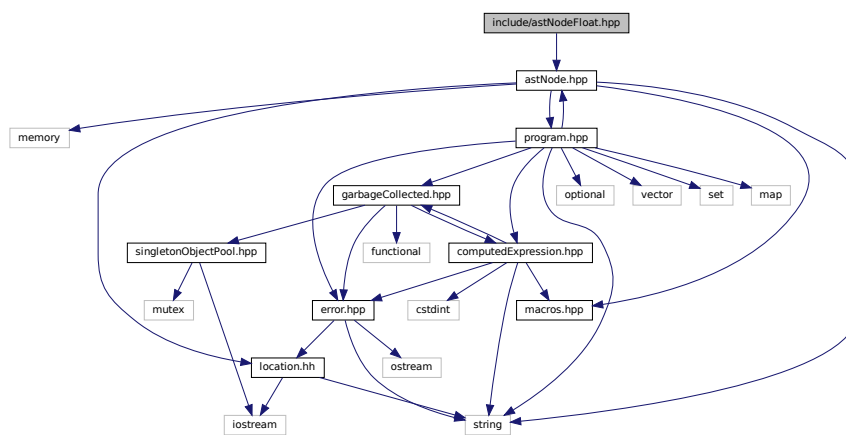 include/astNodeFloat.hpp
astNode.hpp
memory
program.hpp
garbageCollected.hpp
optional
vector
set
map
singletonObjectPool.hpp
functional
computedExpression.hpp
mutex
error.hpp
cstdint
macros.hpp
location.hh
ostream
iostream
string